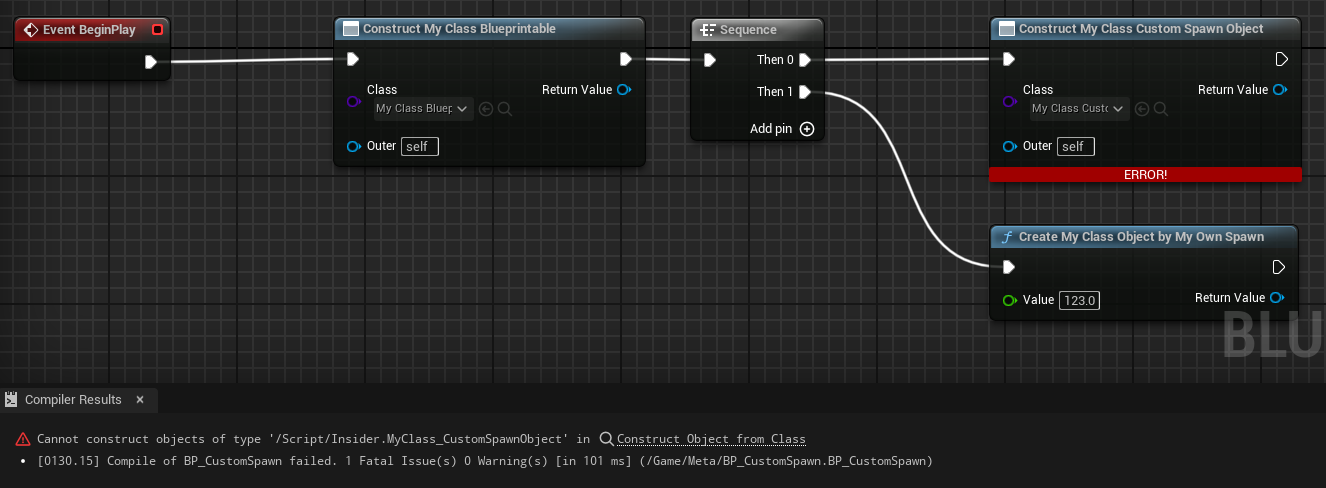 Event BeginPlay
Construct My Class Blueprintable
Class
My Class Bluep
Return Value
Outer
self
Sequence
Then 0
Then 1
Add pin
Construct My Class Custom Spawn Object
Class
My Class Custo
Return Value
Outer
self
ERROR!
Create My Class Object by My Own Spawn
Value
123.0
Return Value
BLU
Compiler Results
Cannot construct objects of type '/Script/Insider.MyClass_CustomSpawnObject' in Construct Object from Class
[0130.15] Compile of BP_CustomSpawn failed. 1 Fatal Issue(s) 0 Warning(s) [in 101 ms] (/Game/Meta/BP_CustomSpawn.BP_CustomSpawn)